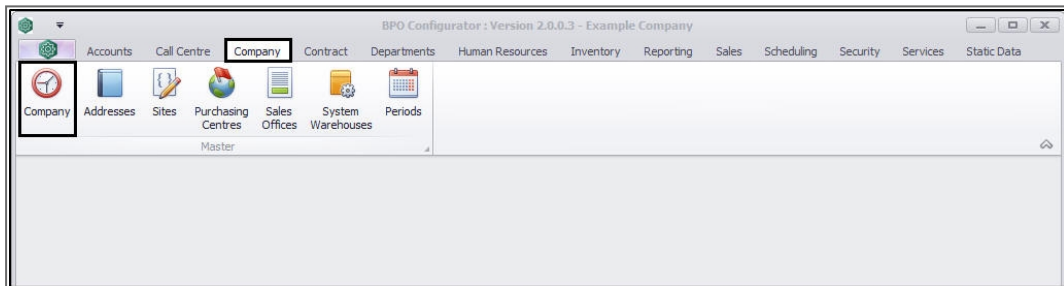 BPO Configurator : Version 2.0.0.3 - Example Company
Accounts Call Centre Company Contract Departments Human Resources Inventory Reporting Sales Scheduling Security Services Static Data
Company Addresses Sites Purchasing Sales System Periods
Centres Offices Warehouses
Master